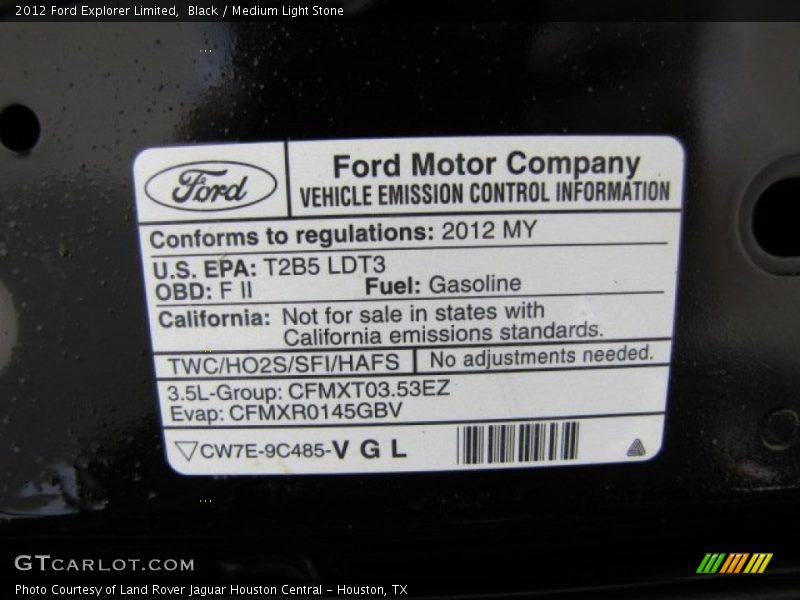 2012 Ford Explorer Limited,  Black / Medium Light Stone
Ford
Ford Motor Company
VEHICLE EMISSION CONTROL INFORMATION
Conforms to regulations: 2012 MY
U.S. EPA: T2B5 LDT3
OBD: F II Fuel: Gasoline
California: Not for sale in states with
California emissions standards.
TWC/HO2S/SFI/HAFS No adjustments needed.
3.5L-Group: CFMXT03.53EZ
Evap: CFMXR0145GBV
CW7E-9C485-V G L
GTCARLOT.COM
Photo Courtesy of Land Rover Jaguar Houston Central - Houston, TX